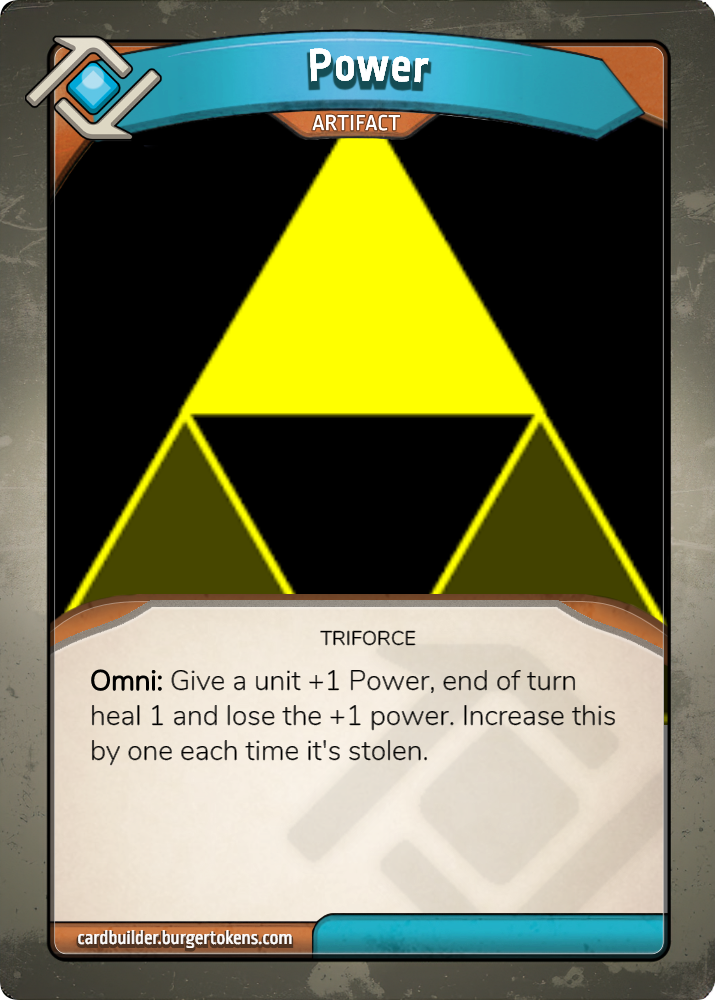 Power
ARTIFACT
TRIFORCE
Omni: Give a unit +1 Power, end of turn
heal 1 and lose the +1 power. Increase this
by one each time it's stolen.
cardbuilder.burgertokens.com